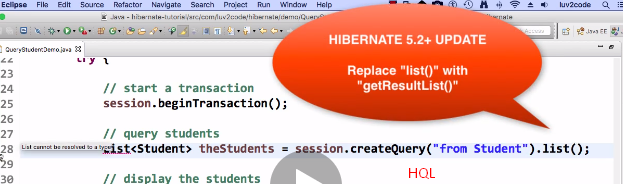 Eclipse File Edit Source Refactor Navigate Search Project Run Window Help luv2code
Java - hibernate-tutorial/src/com/luv2code/hibernate/demo/Query
Java EE
QueryStudentDemo.java
HIBERNATE 5.2+ UPDATE
Replace "list()" with
"getResultList()"
22 try {
23
24 // start a transaction
25 session.beginTransaction();
26
27 // query students
List cannot be resolved to a type
28 List<Student> theStudents = session.createQuery("from Student").list();
29
HQL
30 // display the students